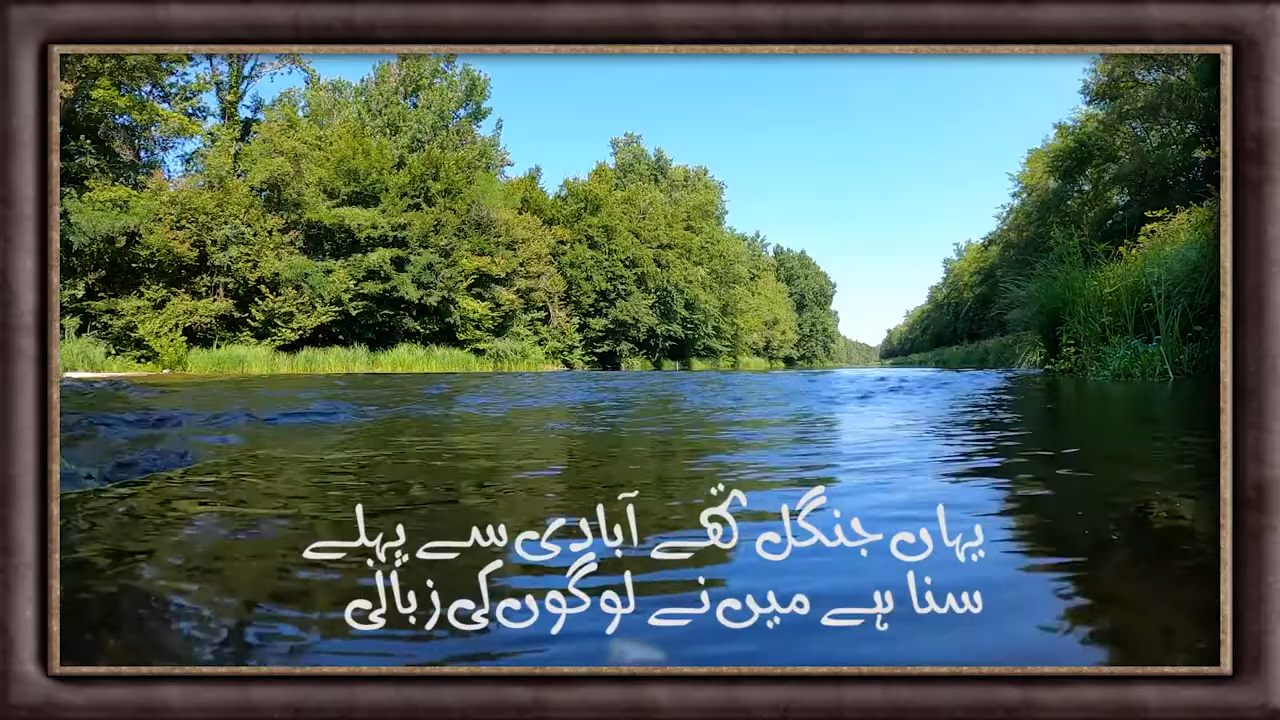 یہاں جنگل تھے آبادی سے پہلے
سنا ہے میں نے لوگوں کی زبانی